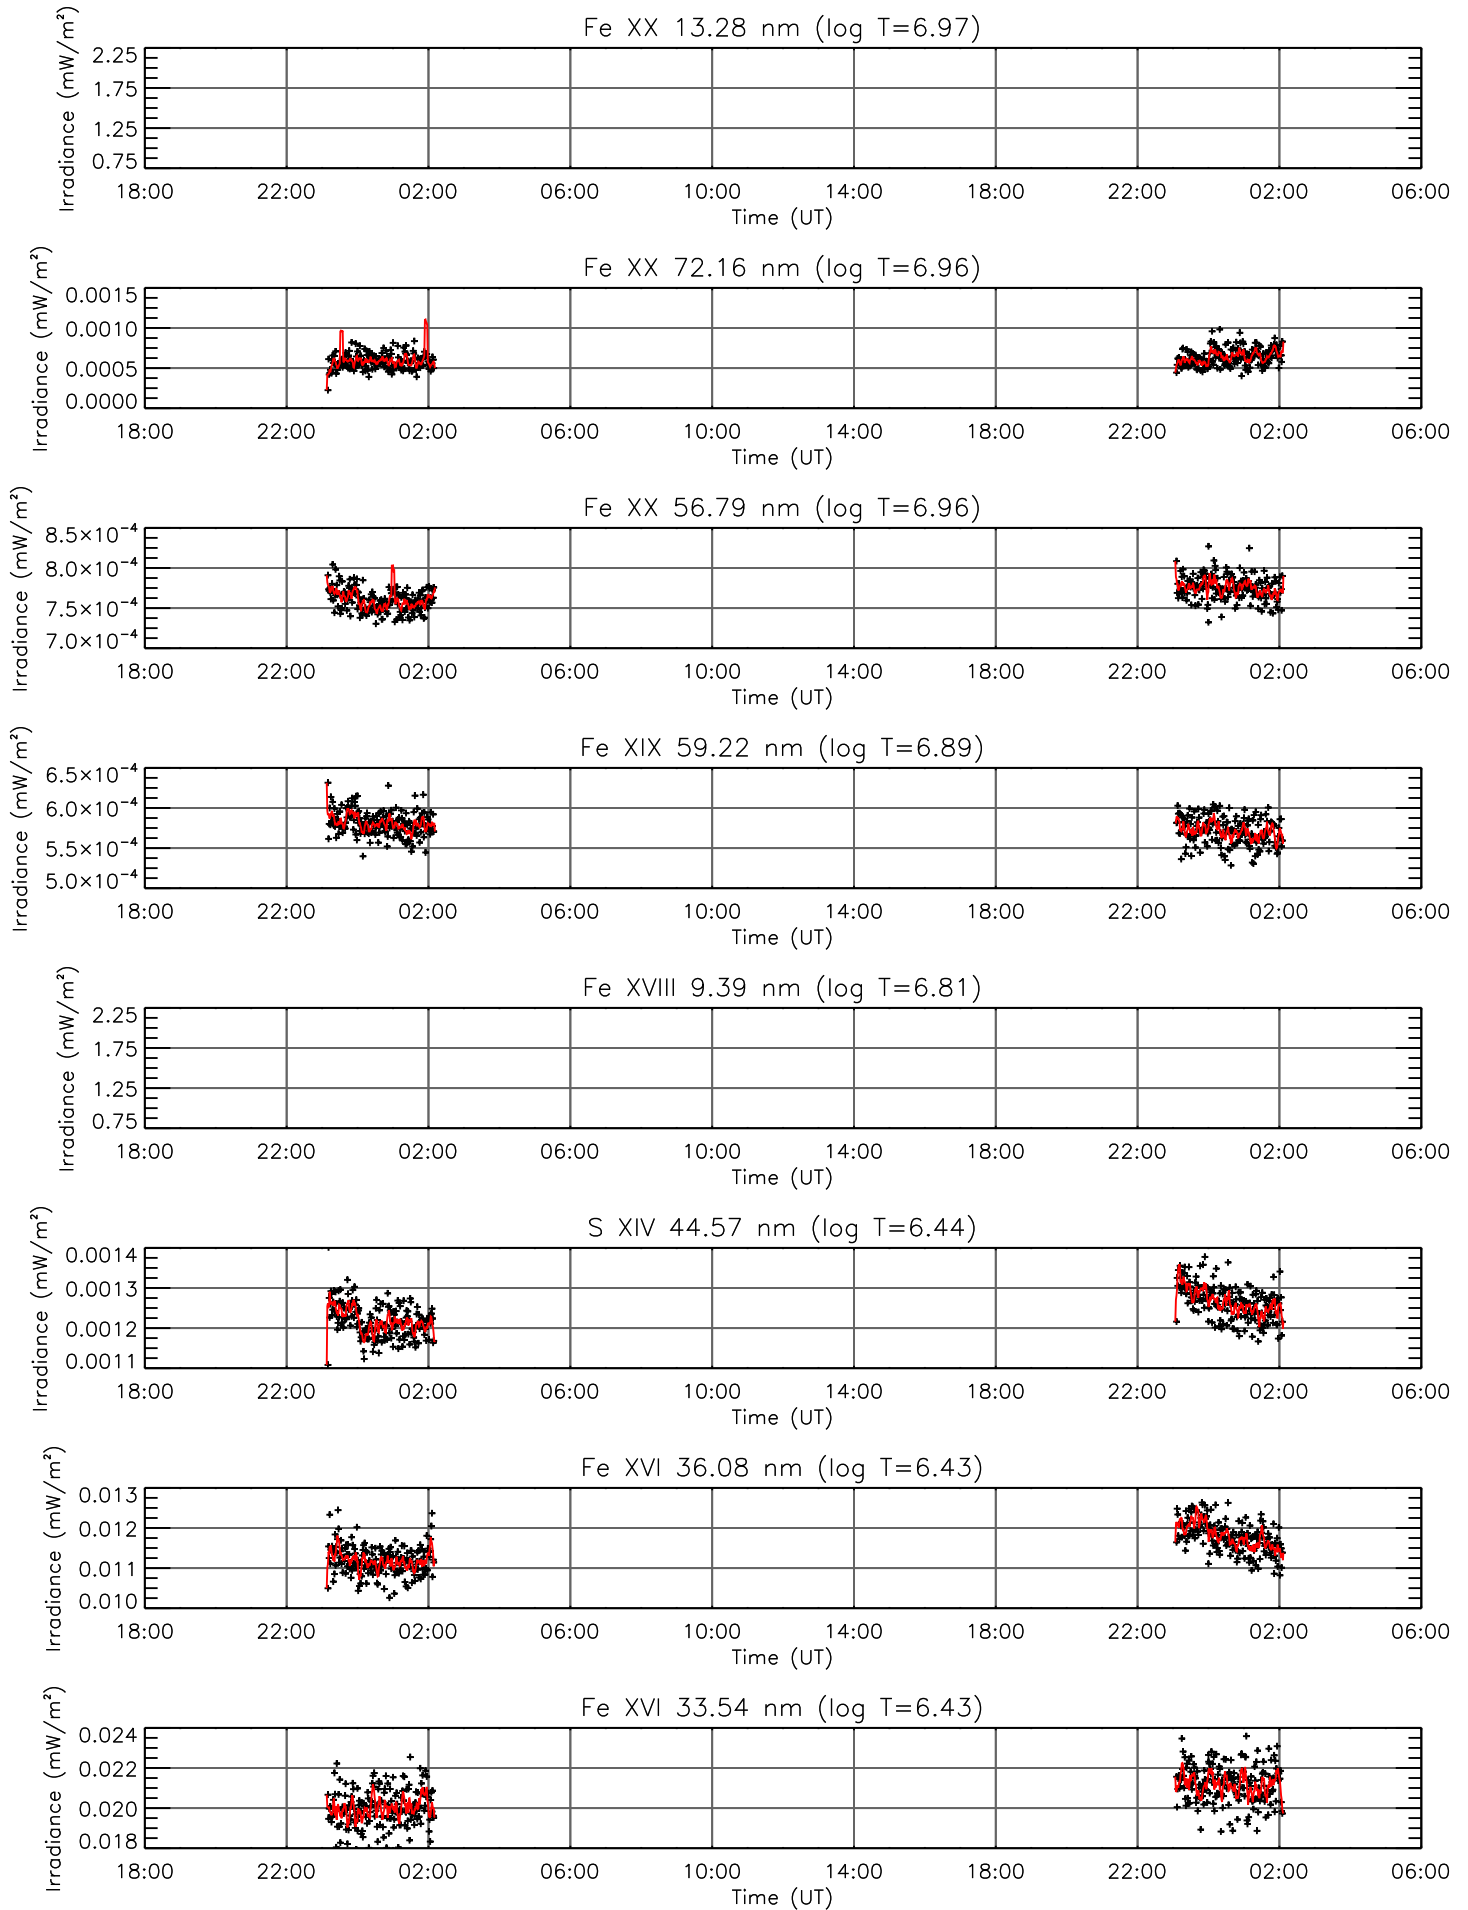 Fe XX 13.28 nm (log T=6.97)
Irradiance (mW/m²)
2.25
1.75
1.25
0.75
18:00 22:00 02:00 06:00 10:00 14:00 18:00 22:00 02:00 06:00
Time (UT)
Fe XX 72.16 nm (log T=6.96)
Irradiance (mW/m²)
0.0015
0.0010
0.0005
0.0000
18:00 22:00 02:00 06:00 10:00 14:00 18:00 22:00 02:00 06:00
Time (UT)
Fe XX 56.79 nm (log T=6.96)
Irradiance (mW/m²)
8.5×10⁻⁴
8.0×10⁻⁴
7.5×10⁻⁴
7.0×10⁻⁴
18:00 22:00 02:00 06:00 10:00 14:00 18:00 22:00 02:00 06:00
Time (UT)
Fe XIX 59.22 nm (log T=6.89)
Irradiance (mW/m²)
6.5×10⁻⁴
6.0×10⁻⁴
5.5×10⁻⁴
5.0×10⁻⁴
18:00 22:00 02:00 06:00 10:00 14:00 18:00 22:00 02:00 06:00
Time (UT)
Fe XVIII 9.39 nm (log T=6.81)
Irradiance (mW/m²)
2.25
1.75
1.25
0.75
18:00 22:00 02:00 06:00 10:00 14:00 18:00 22:00 02:00 06:00
Time (UT)
S XIV 44.57 nm (log T=6.44)
Irradiance (mW/m²)
0.0014
0.0013
0.0012
0.0011
18:00 22:00 02:00 06:00 10:00 14:00 18:00 22:00 02:00 06:00
Time (UT)
Fe XVI 36.08 nm (log T=6.43)
Irradiance (mW/m²)
0.013
0.012
0.011
0.010
18:00 22:00 02:00 06:00 10:00 14:00 18:00 22:00 02:00 06:00
Time (UT)
Fe XVI 33.54 nm (log T=6.43)
Irradiance (mW/m²)
0.024
0.022
0.020
0.018
18:00 22:00 02:00 06:00 10:00 14:00 18:00 22:00 02:00 06:00
Time (UT)